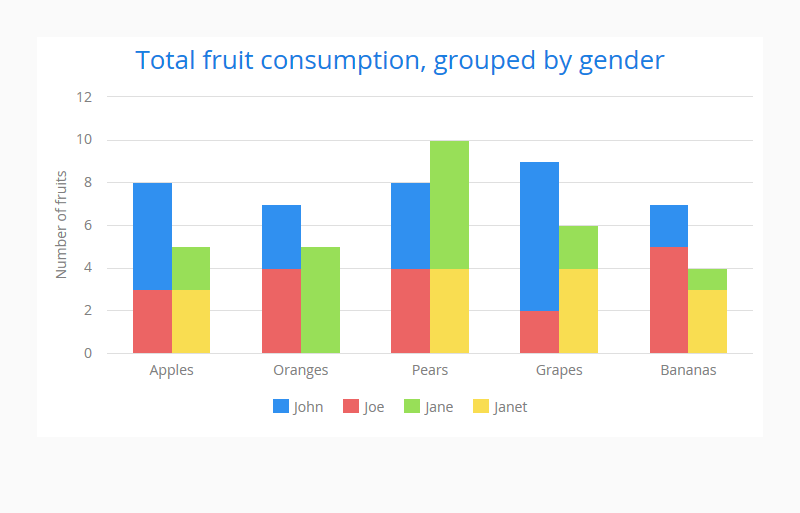 Total fruit consumption, grouped by gender
Number of fruits
12
10
8
6
4
2
0
Apples Oranges Pears Grapes Bananas
John Joe Jane Janet